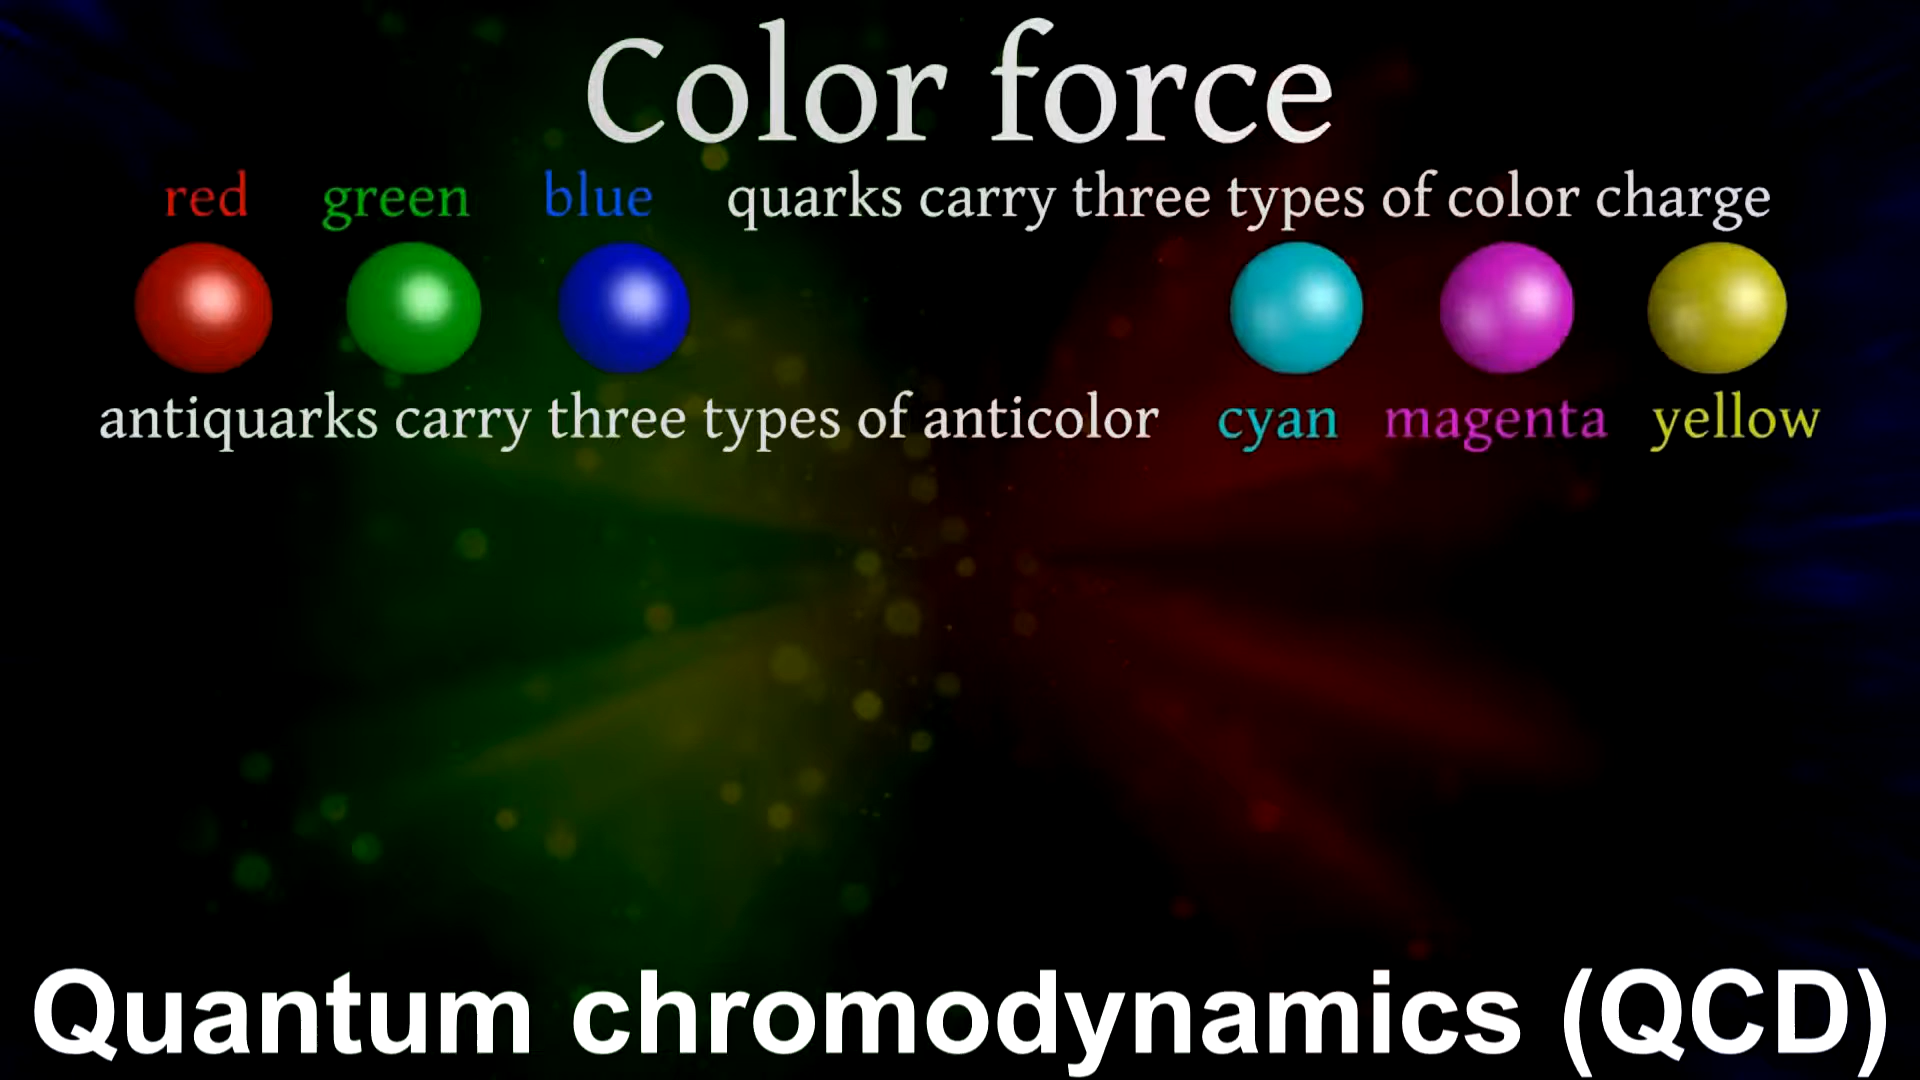 Color force
red green blue quarks carry three types of color charge
antiquarks carry three types of anticolor cyan magenta yellow
Quantum chromodynamics (QCD)